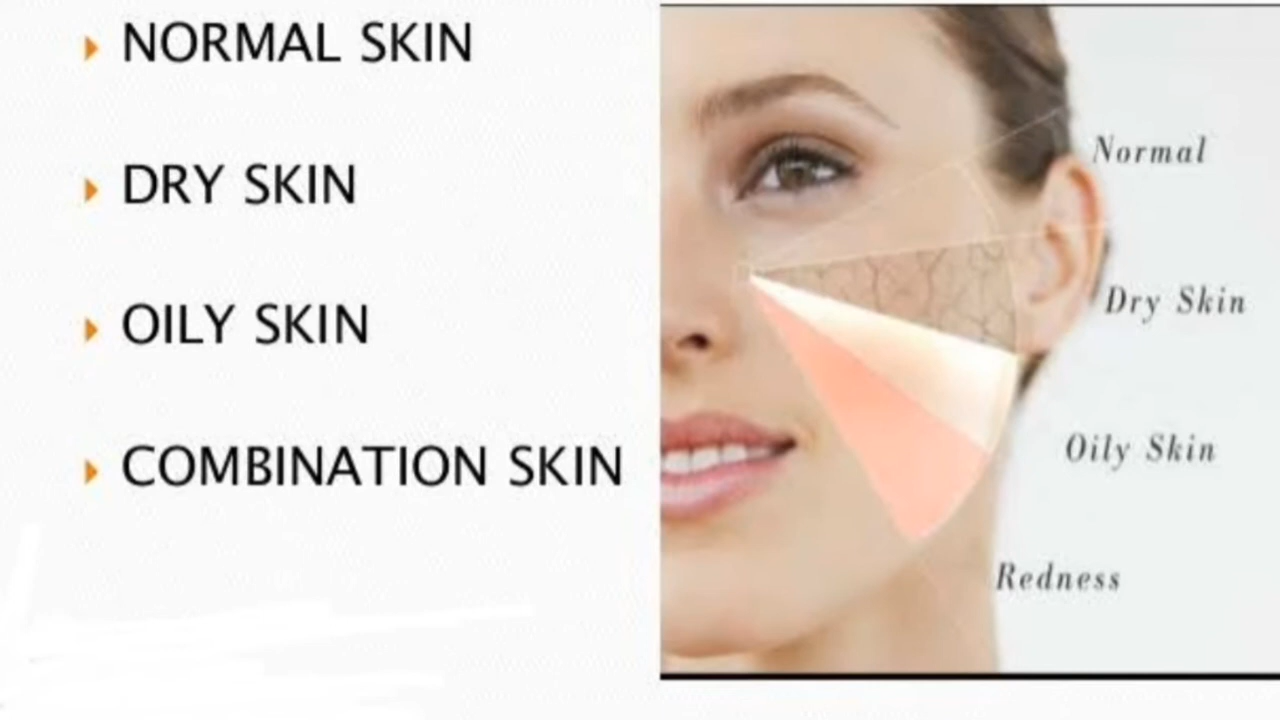 NORMAL SKIN
DRY SKIN
OILY SKIN
COMBINATION SKIN
Normal
Dry Skin
Oily Skin
Redness